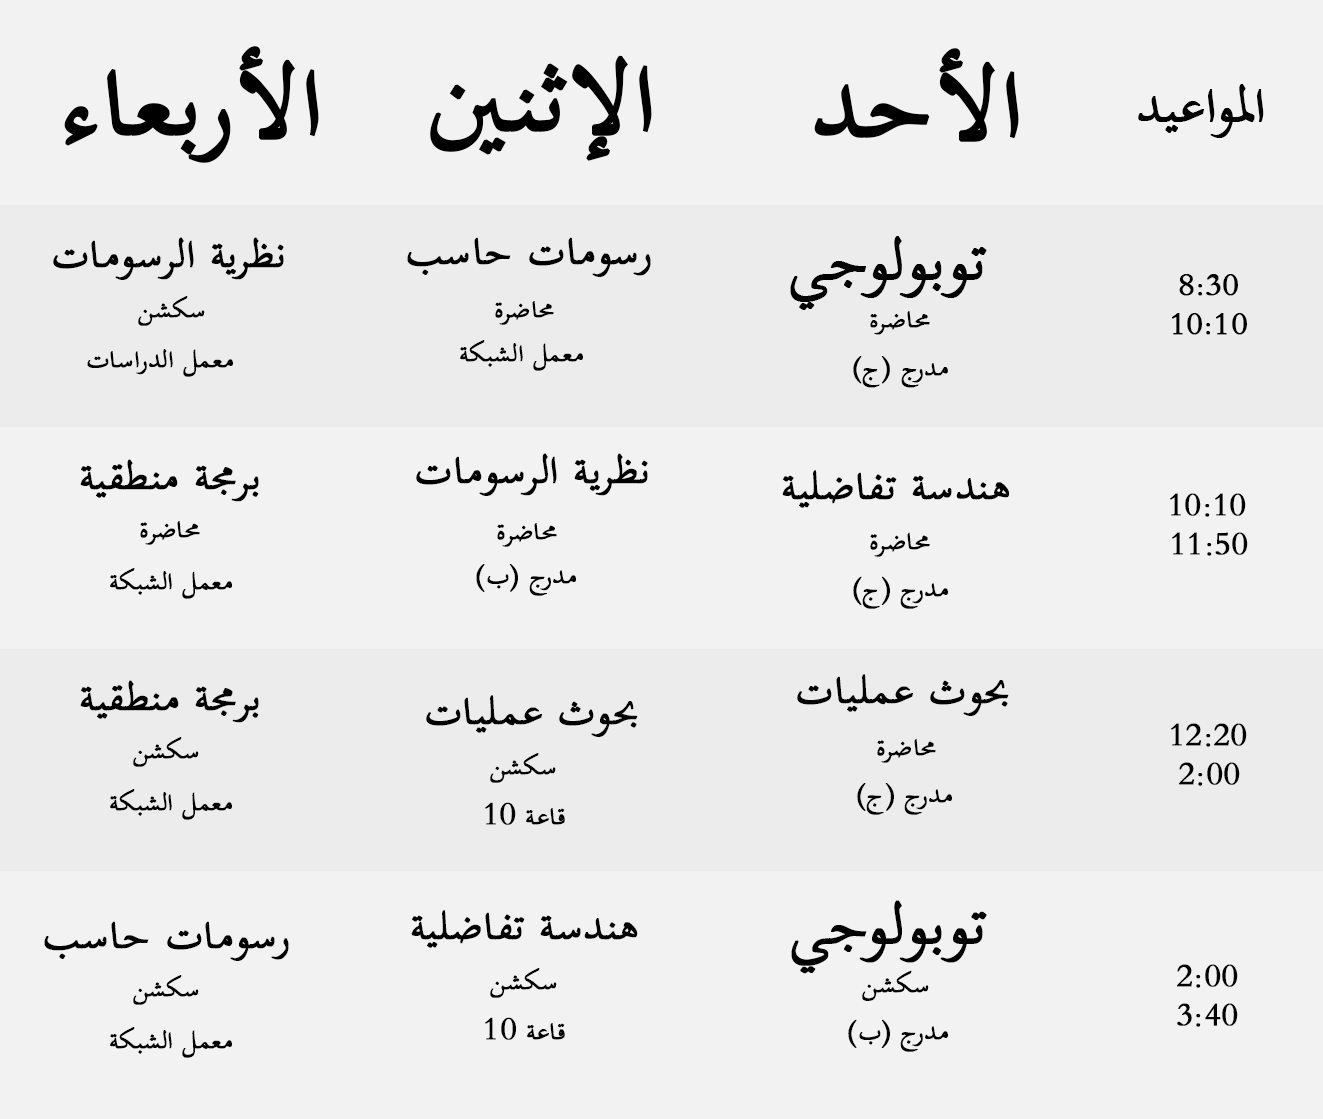 المواعيد
الأحد
الإثنين
الأربعاء
8:30
10:10
توبولوجي
محاضرة
مدرج (ج)
رسومات حاسب
محاضرة
معمل الشبكة
نظرية الرسومات
سكشن
معمل الدراسات
10:10
11:50
هندسة تفاضلية
محاضرة
مدرج (ج)
نظرية الرسومات
محاضرة
مدرج (ب)
برمجة منطقية
محاضرة
معمل الشبكة
12:20
2:00
بحوث عمليات
محاضرة
مدرج (ج)
بحوث عمليات
سكشن
قاعة 10
برمجة منطقية
سكشن
معمل الشبكة
2:00
3:40
توبولوجي
سكشن
مدرج (ب)
هندسة تفاضلية
سكشن
قاعة 10
رسومات حاسب
سكشن
معمل الشبكة